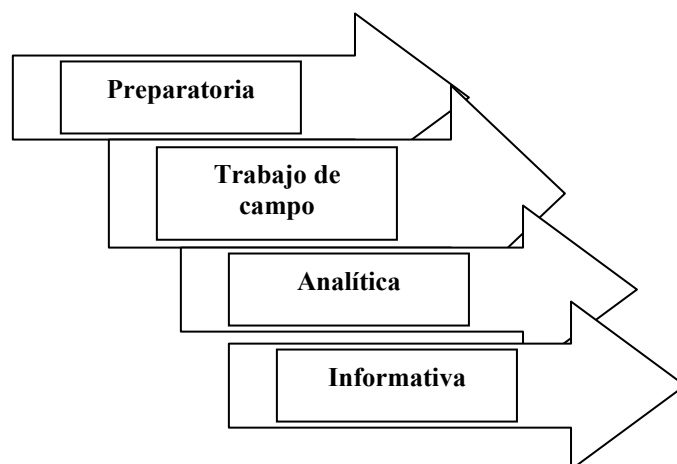 Preparatoria
Trabajo de
campo
Analítica
Informativa